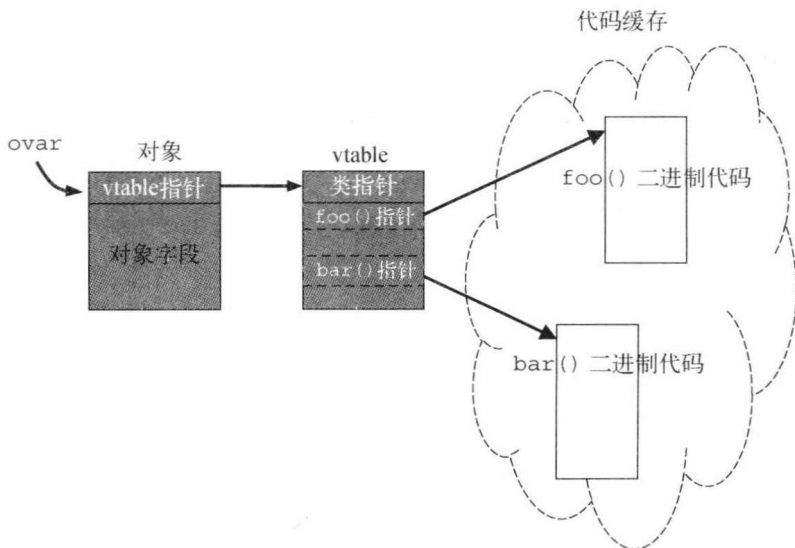 代码缓存
ovar
对象
vtable
vtable指针
类指针
foo()指针
对象字段
bar()指针
foo() 二进制代码
bar() 二进制代码